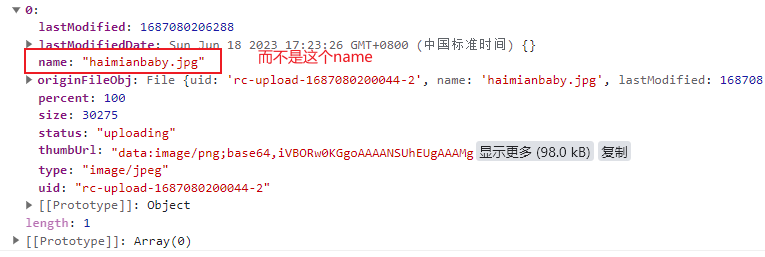 0:
lastModified: 1687080206288
lastModifiedDate: Sun Jun 18 2023 17:23:26 GMT+0800 (中国标准时间) {}
name: "haimianbaby.jpg" 而不是这个name
originFileObj: File {uid: 'rc-upload-1687080200044-2', name: 'haimianbaby.jpg', lastModified: 168708
percent: 100
size: 30275
status: "uploading"
thumbUrl: "data:image/png;base64,iVBORw0KGgoAAAANSUhEUgAAAMg 显示更多 (98.0 kB) 复制
type: "image/jpeg"
uid: "rc-upload-1687080200044-2"
[[Prototype]]: Object
length: 1
[[Prototype]]: Array(0)